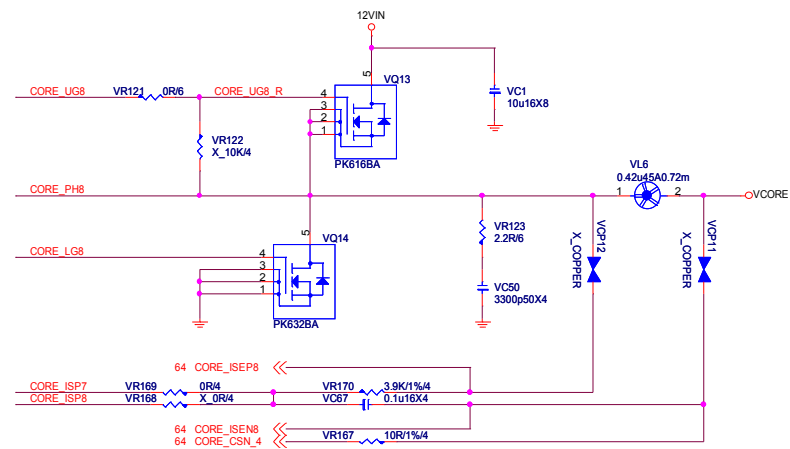 12VIN
CORE_UG8 VR121 0R/6 CORE_UG8_R
5
VQ13
4
3
2
1
PK616BA
VC1
10u16X8
VR122
X_10K/4
CORE_PH8
VL6
0.42u45A0.72m
1 2
VCORE
5
VQ14
CORE_LG8
4
3
2
1
PK632BA
VR123
2.2R/6
VC50
3300p50X4
VCP12
X_COPPER
VCP11
X_COPPER
64 CORE_ISEP8
CORE_ISP7 VR169 0R/4 VR170 3.9K/1%/4
CORE_ISP8 VR168 X_0R/4 VC67 0.1u16X4
64 CORE_ISEN8
64 CORE_CSN_4 VR167 10R/1%/4